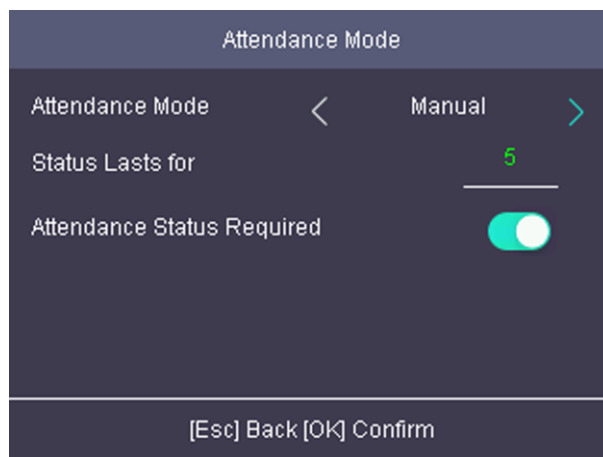 Attendance Mode
Attendance Mode Manual
Status Lasts for 5
Attendance Status Required
[Esc] Back [OK] Confirm